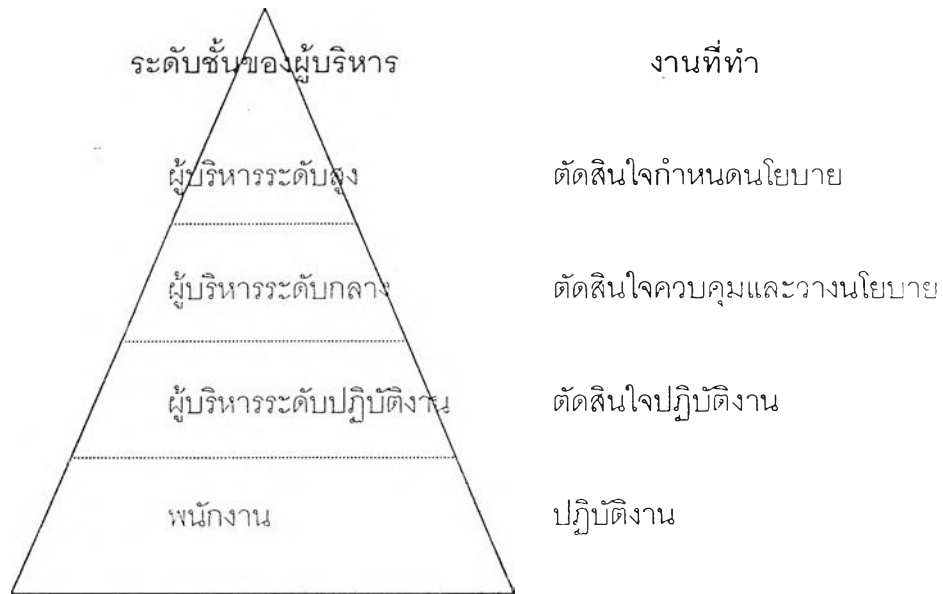 ระดับชั้นของผู้บริหาร งานที่ทำ
ผู้บริหารระดับสูง ตัดสินใจกำหนดนโยบาย
ผู้บริหารระดับกลาง ตัดสินใจควบคุมและวางนโยบาย
ผู้บริหารระดับปฏิบัติงาน ตัดสินใจปฏิบัติงาน
พนักงาน ปฏิบัติงาน